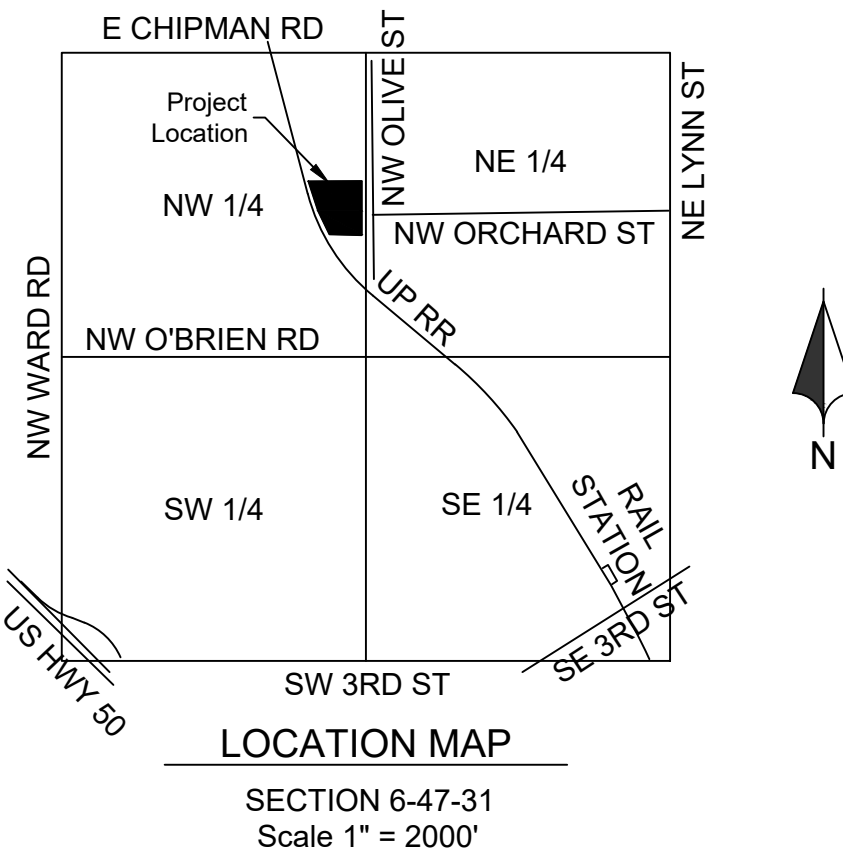 E CHIPMAN RD
NW OLIVE ST
NE LYNN ST
Project
Location
NE 1/4
NW 1/4
NW ORCHARD ST
NW WARD RD
UP RR
NW O'BRIEN RD
N
SW 1/4
SE 1/4
RAIL
STATION
US HWY 50
SE 3RD ST
SW 3RD ST
LOCATION MAP
SECTION 6-47-31
Scale 1" = 2000'